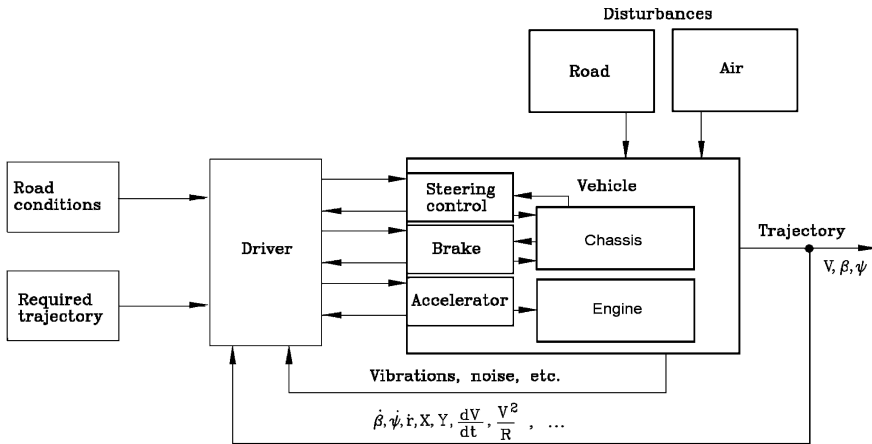 Disturbances
Road
Air
Road
conditions
Required
trajectory
Driver
Steering
control
Brake
Accelerator
Vehicle
Chassis
Engine
Trajectory
V, β, ψ
Vibrations, noise, etc.
β̇, ψ̇, ṙ, X, Y, dV/dt, V²/R , ...